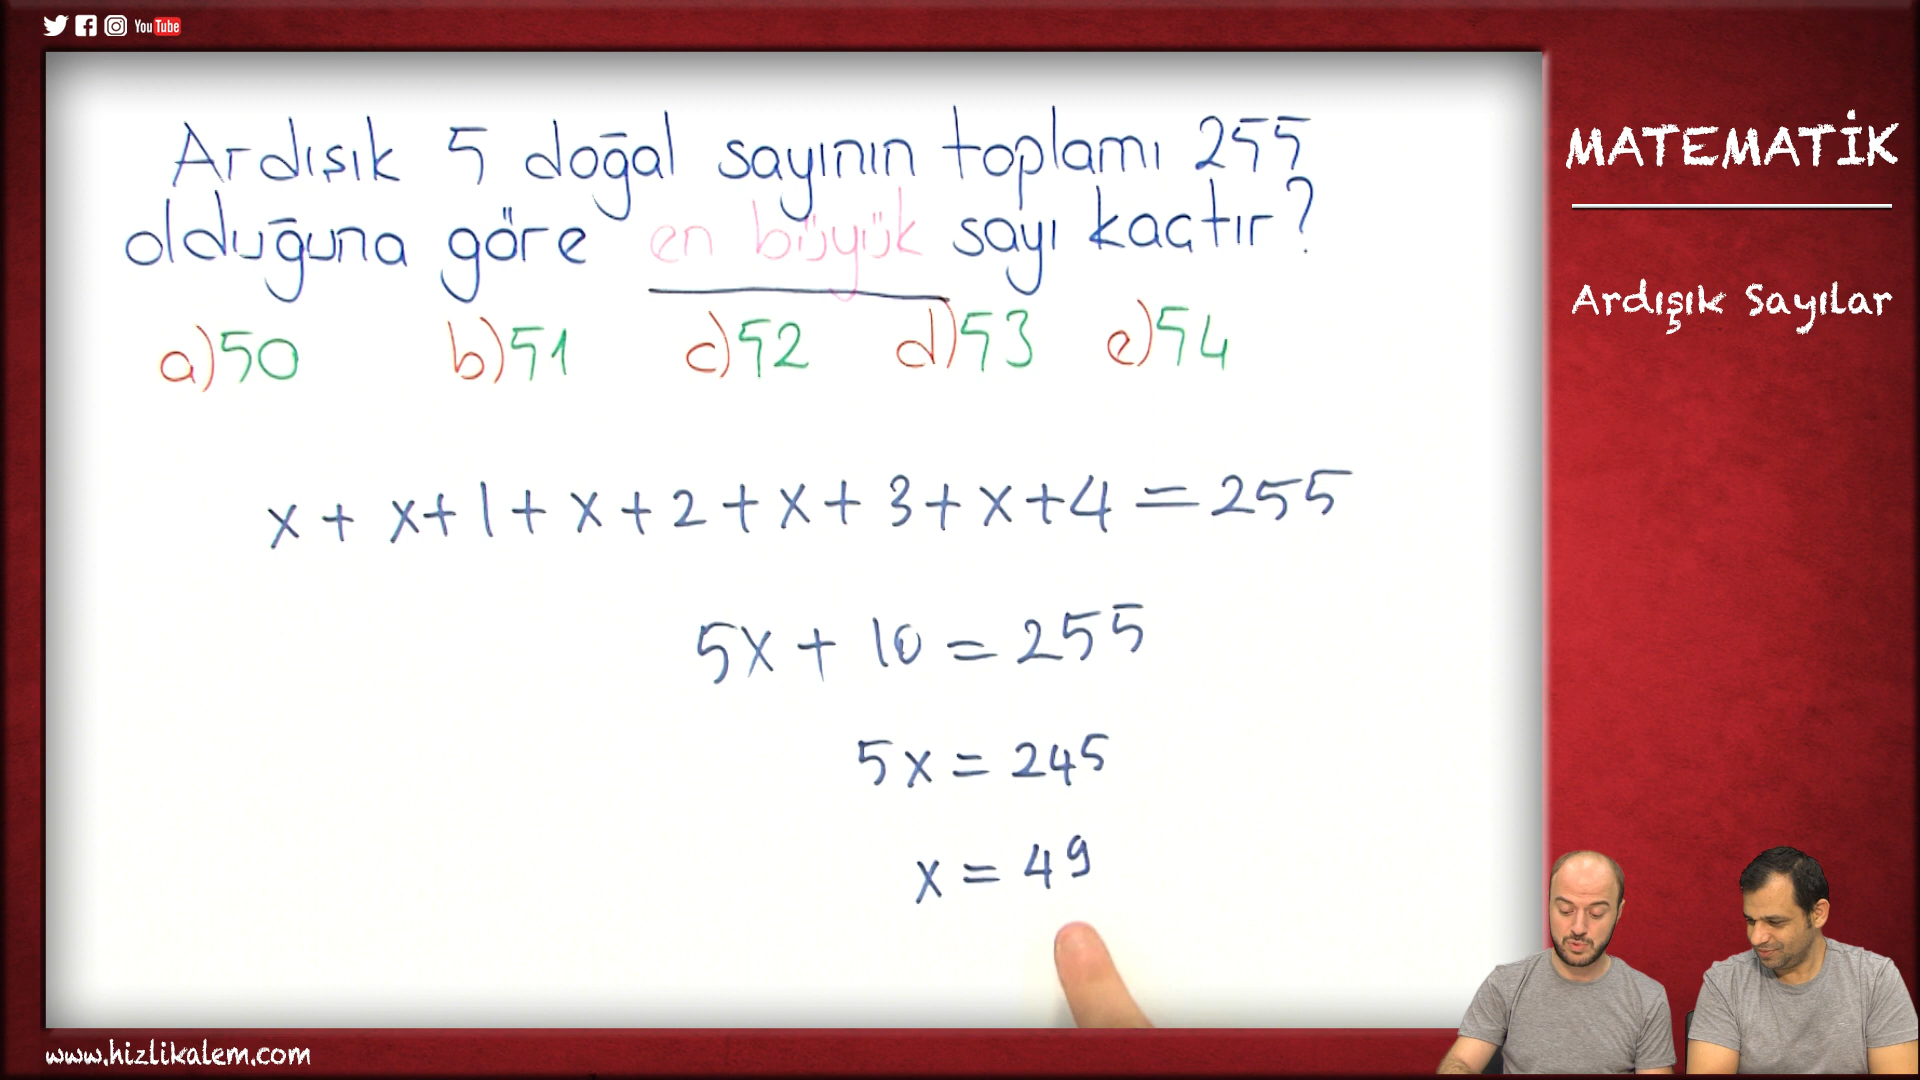 You Tube
Ardışık 5 doğal sayının toplamı 255
olduğuna göre en büyük sayı kaçtır?
a)50 b)51 c)52 d)53 e)54
x + x+1+x+2+x+3+x+4=255
5x + 10 = 255
5x = 245
x = 49
MATEMATİK
Ardışık Sayılar
www.hizlikalem.com